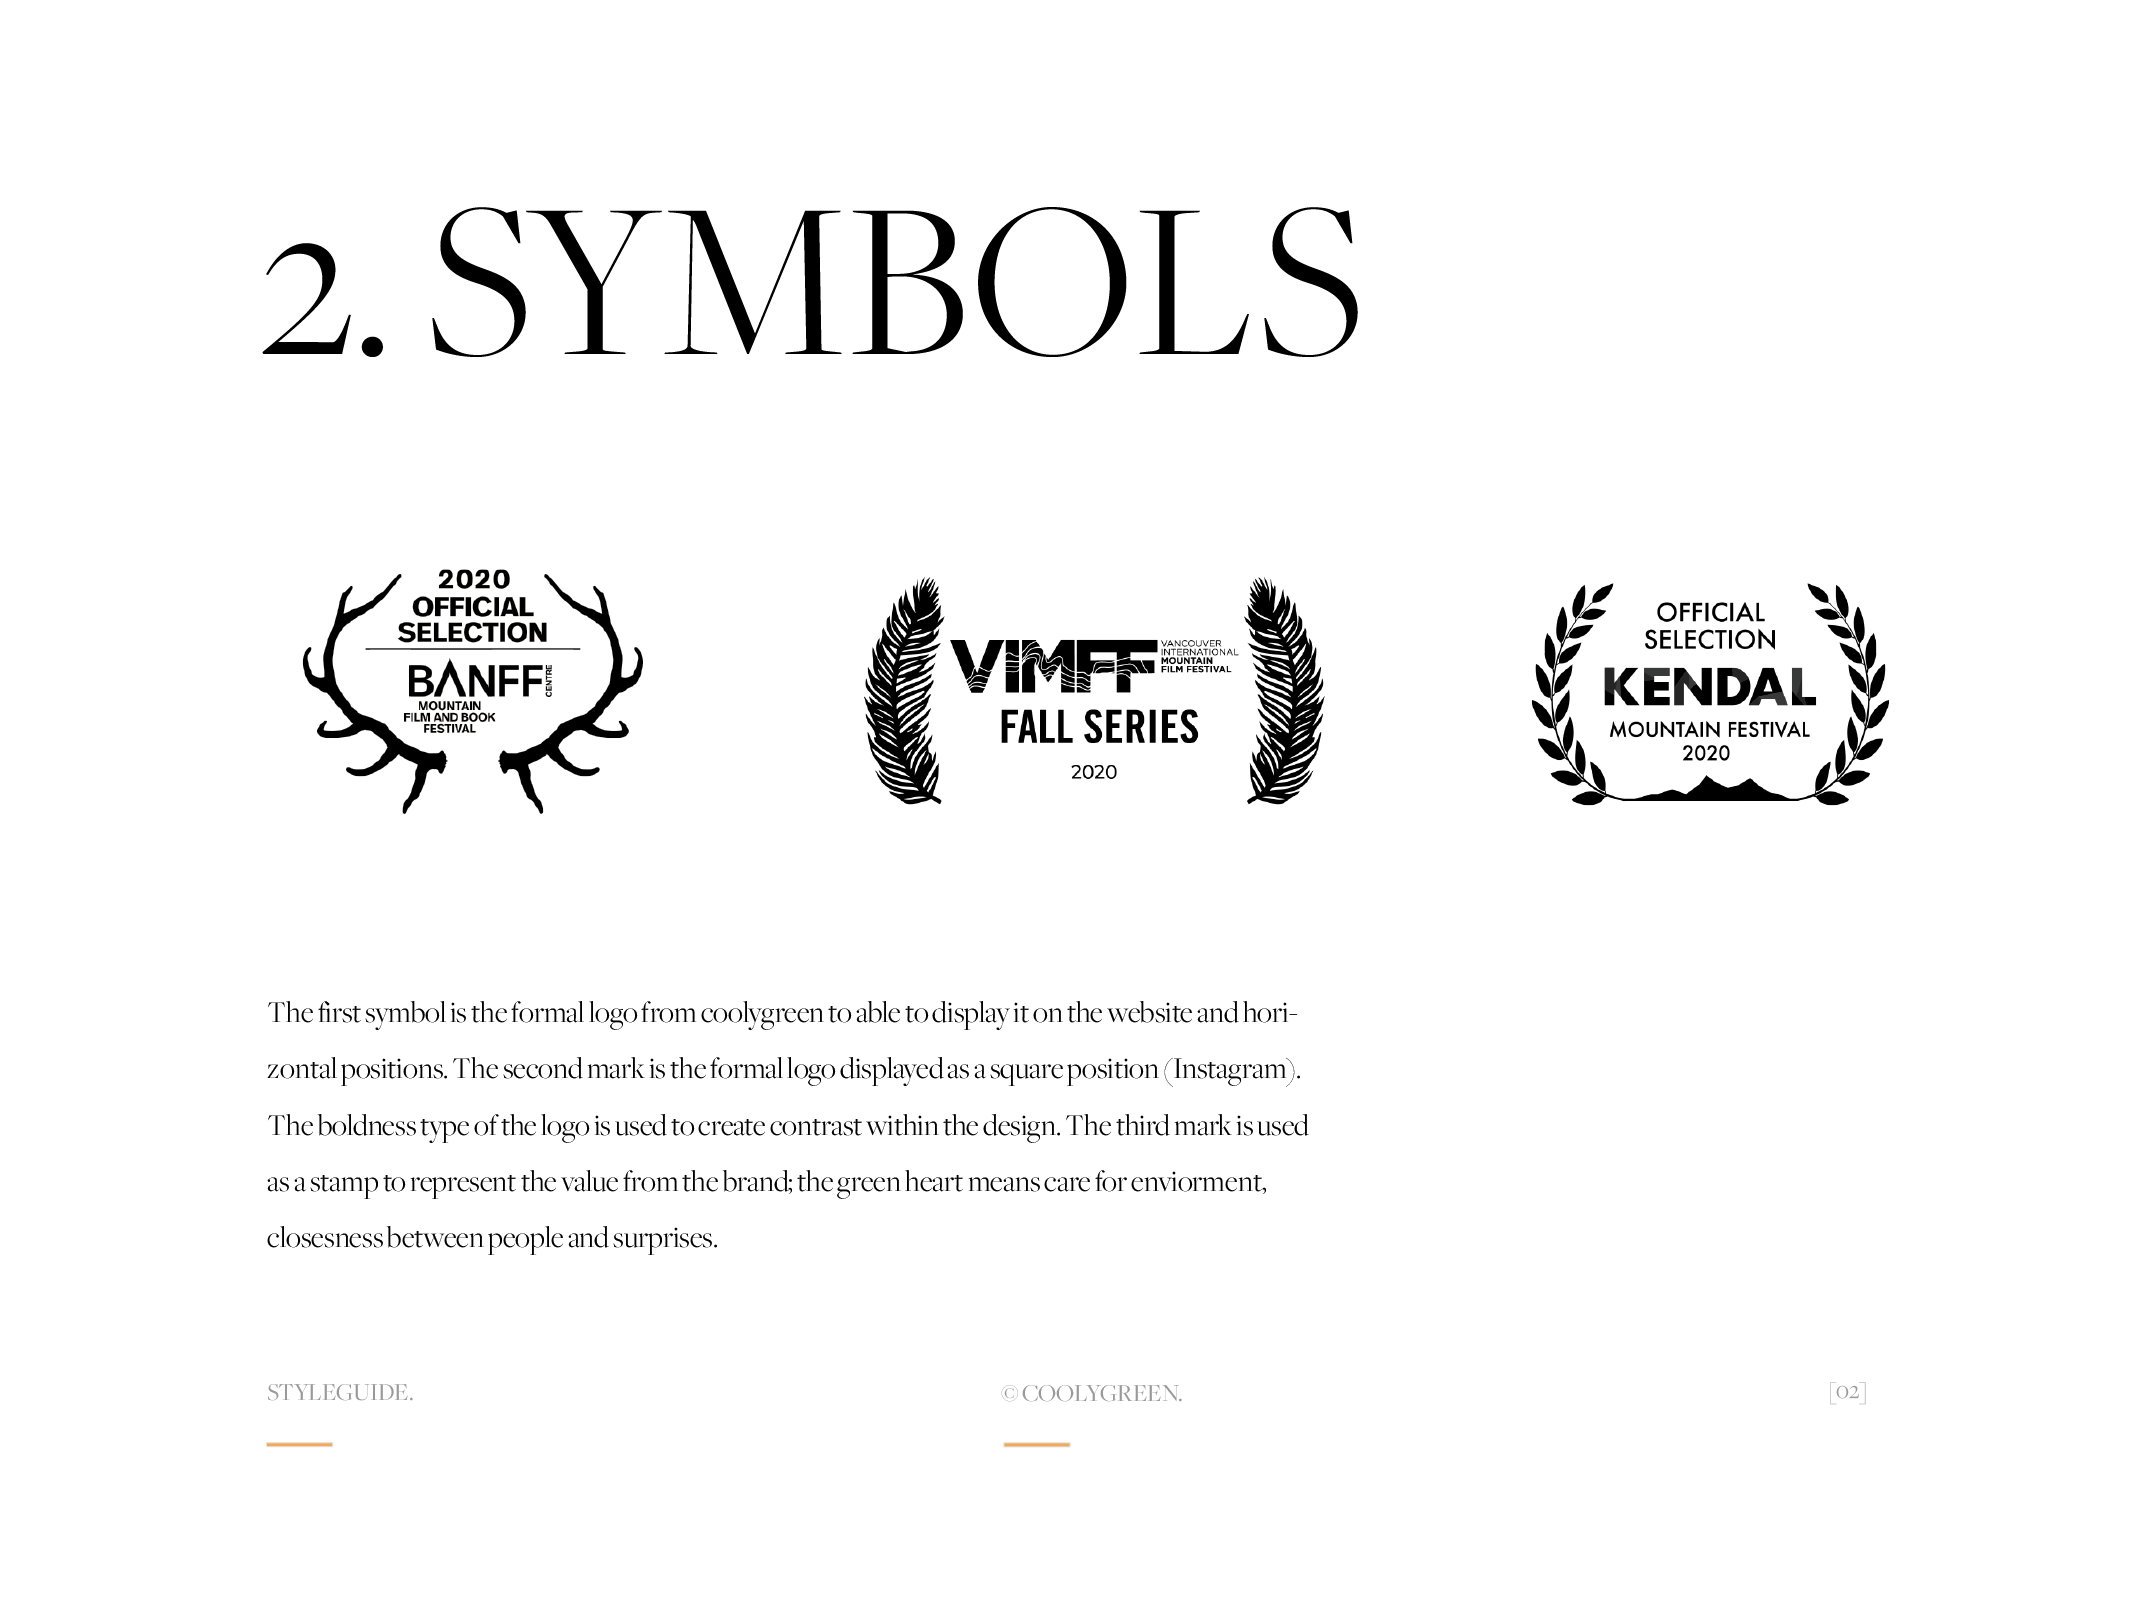 2. SYMBOLS
2020
OFFICIAL
SELECTION
BANFF CENTRE
MOUNTAIN
FILM AND BOOK
FESTIVAL
VIMFF
VANCOUVER
INTERNATIONAL
MOUNTAIN
FILM FESTIVAL
FALL SERIES
2020
OFFICIAL
SELECTION
KENDAL
MOUNTAIN FESTIVAL
2020
The first symbol is the formal logo from coolygreen to able to display it on the website and hori-
zontal positions. The second mark is the formal logo displayed as a square position (Instagram).
The boldness type of the logo is used to create contrast within the design. The third mark is used
as a stamp to represent the value from the brand; the green heart means care for enviorment,
closesness between people and surprises.
STYLEGUIDE.
© COOLYGREEN.
[02]